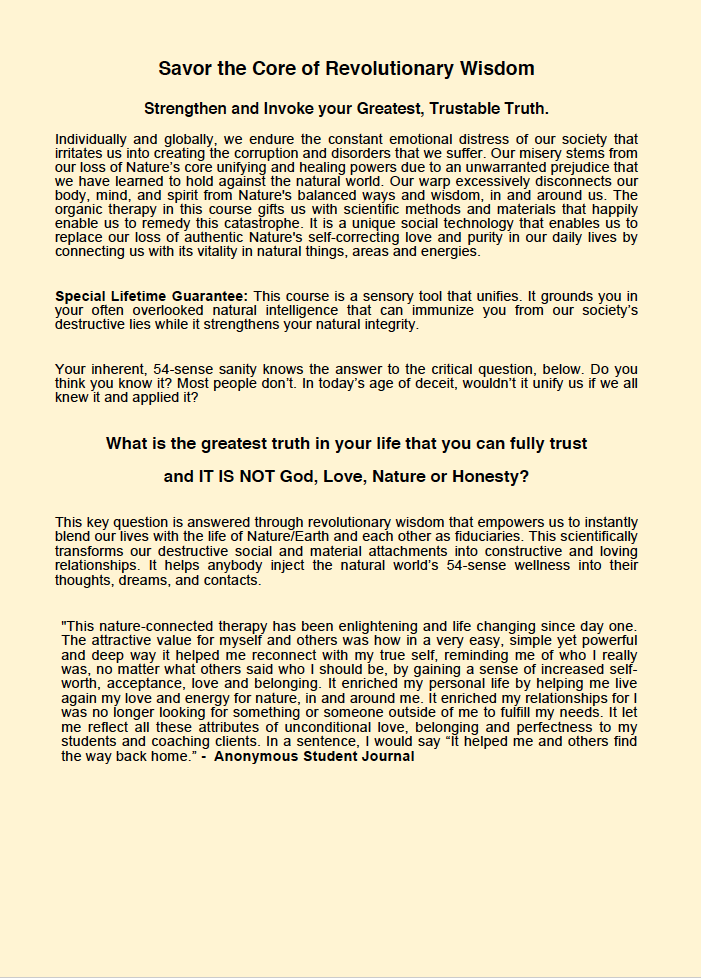 Savor the Core of Revolutionary Wisdom
Strengthen and Invoke your Greatest, Trustable Truth.
Individually and globally, we endure the constant emotional distress of our society that
irritates us into creating the corruption and disorders that we suffer. Our misery stems from
our loss of Nature's core unifying and healing powers due to an unwarranted prejudice that
we have learned to hold against the natural world. Our warp excessively disconnects our
body, mind, and spirit from Nature's balanced ways and wisdom, in and around us. The
organic therapy in this course gifts us with scientific methods and materials that happily
enable us to remedy this catastrophe. It is a unique social technology that enables us to
replace our loss of authentic Nature's self-correcting love and purity in our daily lives by
connecting us with its vitality in natural things, areas and energies.
Special Lifetime Guarantee: This course is a sensory tool that unifies. It grounds you in
your often overlooked natural intelligence that can immunize you from our society's
destructive lies while it strengthens your natural integrity.
Your inherent, 54-sense sanity knows the answer to the critical question, below. Do you
think you know it? Most people don't. In today's age of deceit, wouldn't it unify us if we all
knew it and applied it?
What is the greatest truth in your life that you can fully trust
and IT IS NOT God, Love, Nature or Honesty?
This key question is answered through revolutionary wisdom that empowers us to instantly
blend our lives with the life of Nature/Earth and each other as fiduciaries. This scientifically
transforms our destructive social and material attachments into constructive and loving
relationships. It helps anybody inject the natural world's 54-sense wellness into their
thoughts, dreams, and contacts.
"This nature-connected therapy has been enlightening and life changing since day one.
The attractive value for myself and others was how in a very easy, simple yet powerful
and deep way it helped me reconnect with my true self, reminding me of who I really
was, no matter what others said who I should be, by gaining a sense of increased self-
worth, acceptance, love and belonging. It enriched my personal life by helping me live
again my love and energy for nature, in and around me. It enriched my relationships for I
was no longer looking for something or someone outside of me to fulfill my needs. It let
me reflect all these attributes of unconditional love, belonging and perfectness to my
students and coaching clients. In a sentence, I would say “It helped me and others find
the way back home.” - Anonymous Student Journal